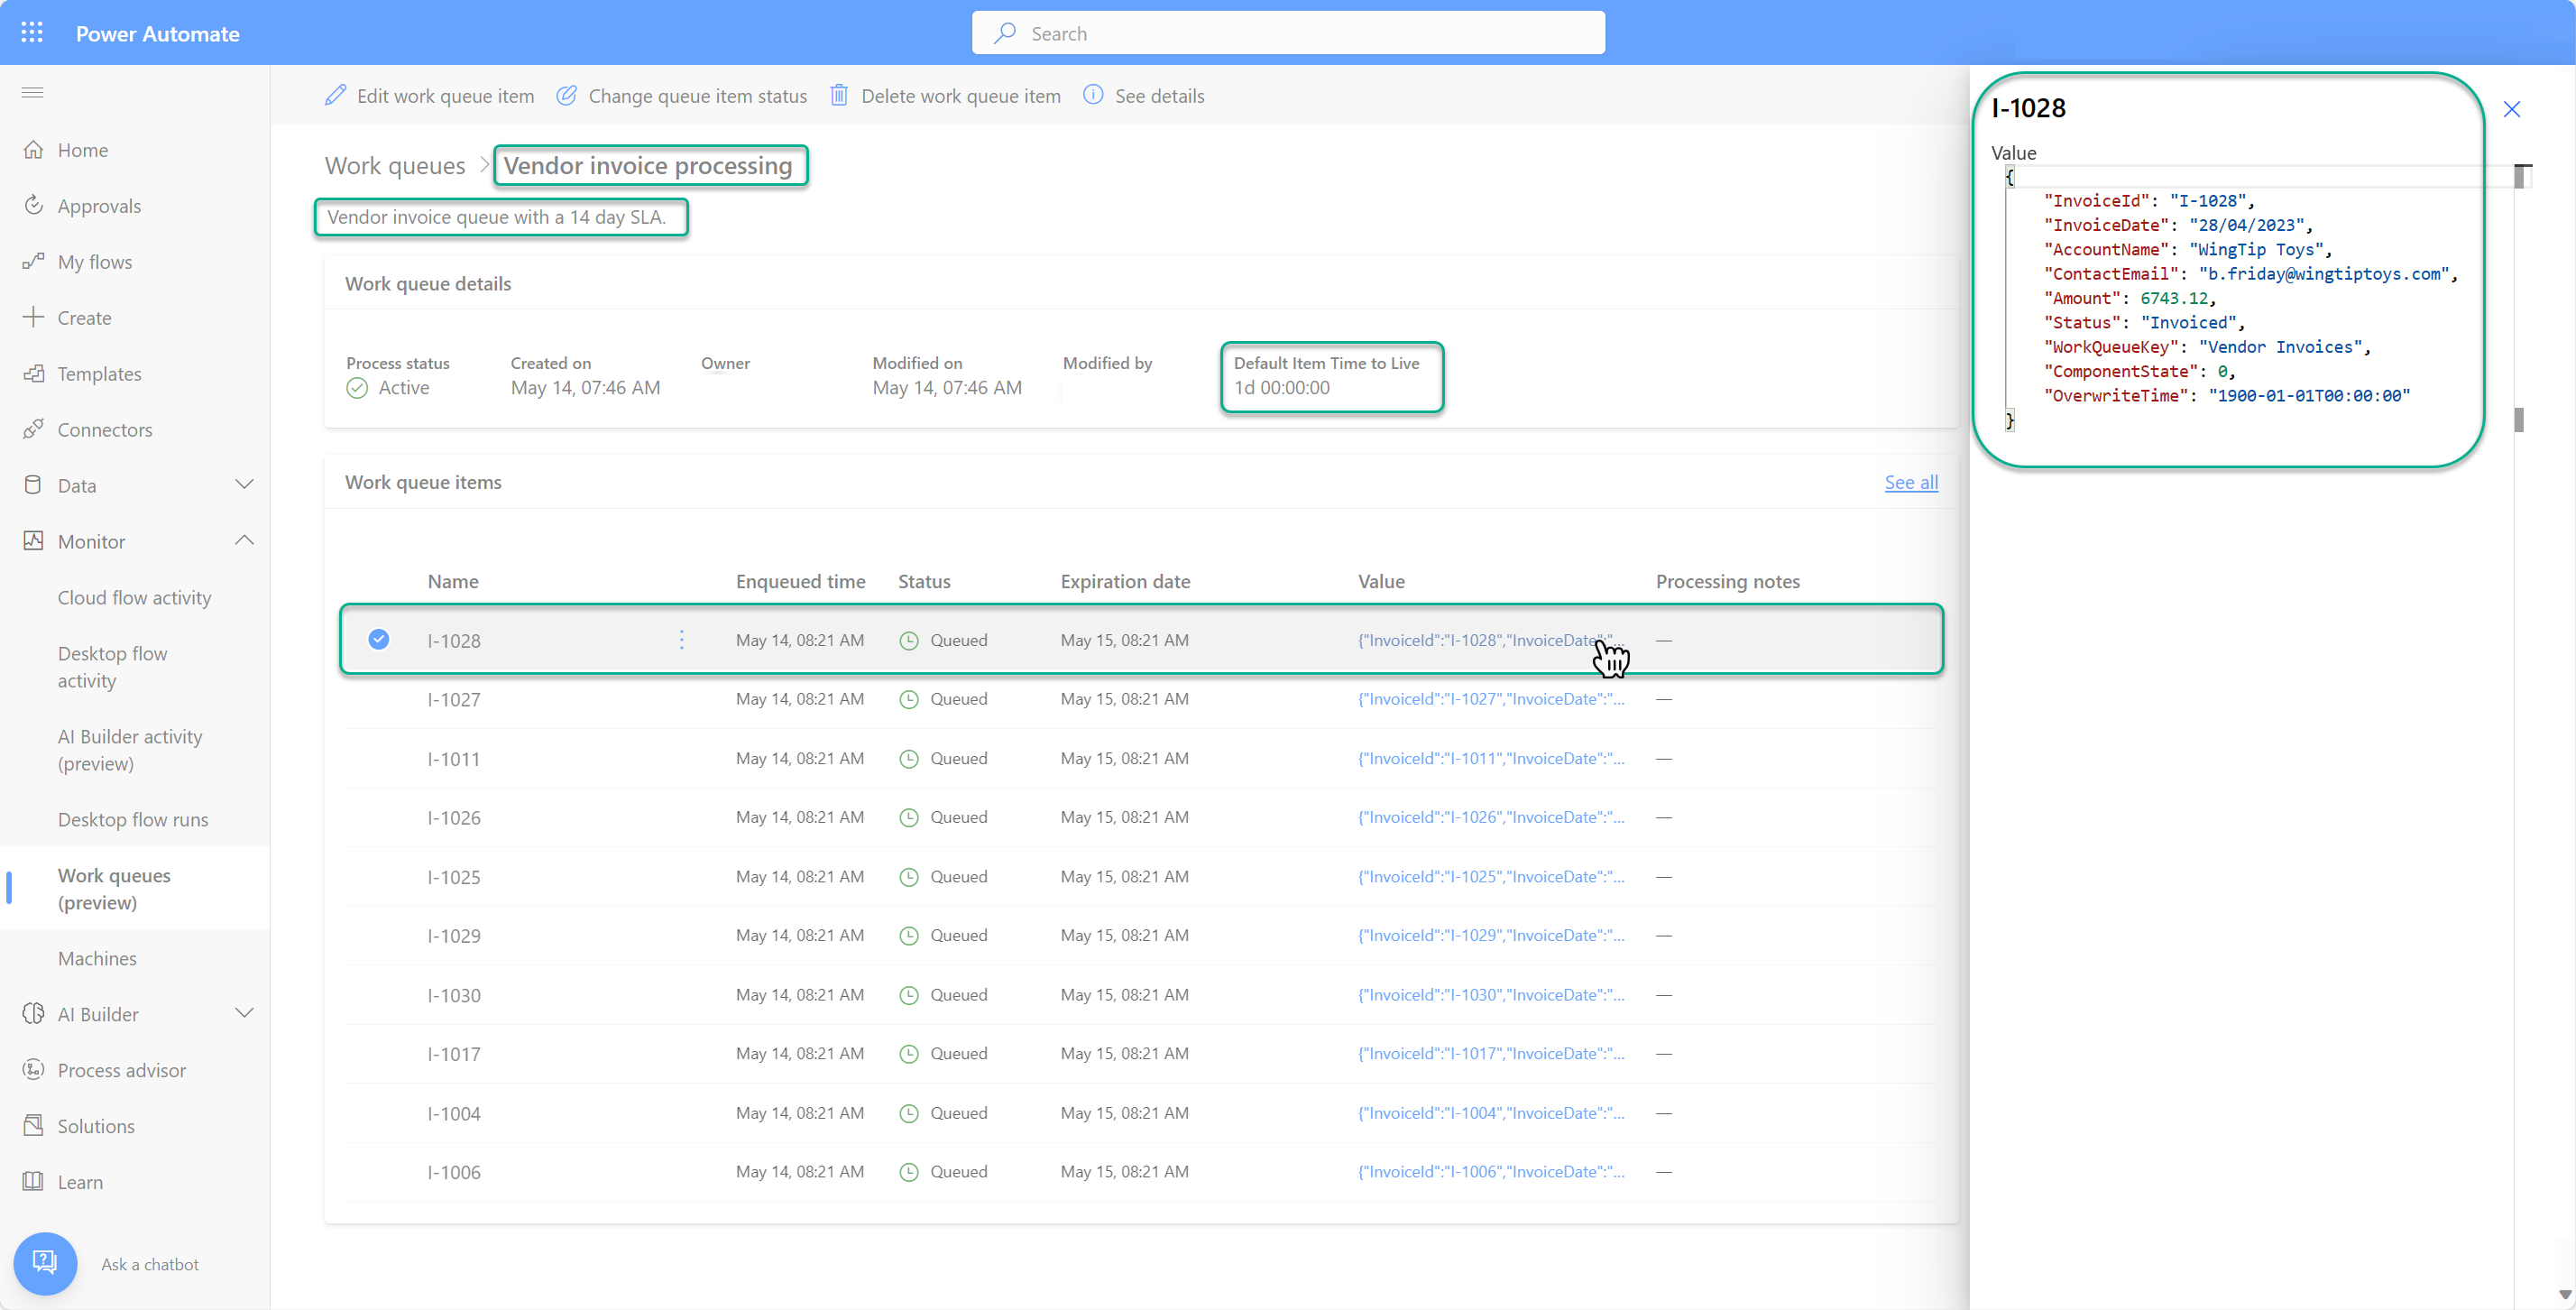 Power Automate
Search
Edit work queue item
Change queue item status
Delete work queue item
See details
Home
Approvals
My flows
Create
Templates
Connectors
Data
Monitor
Cloud flow activity
Desktop flow
activity
AI Builder activity
(preview)
Desktop flow runs
Work queues
(preview)
Machines
AI Builder
Process advisor
Solutions
Learn
Ask a chatbot
Work queues > Vendor invoice processing
Vendor invoice queue with a 14 day SLA.
Work queue details
Process status
Active
Created on
May 14, 07:46 AM
Owner
Modified on
May 14, 07:46 AM
Modified by
Default Item Time to Live
1d 00:00:00
Work queue items
See all
Name Enqueued time Status Expiration date Value Processing notes
I-1028 May 14, 08:21 AM Queued May 15, 08:21 AM {"InvoiceId":"I-1028","InvoiceDate":"... —
I-1027 May 14, 08:21 AM Queued May 15, 08:21 AM {"InvoiceId":"I-1027","InvoiceDate":"... —
I-1011 May 14, 08:21 AM Queued May 15, 08:21 AM {"InvoiceId":"I-1011","InvoiceDate":"... —
I-1026 May 14, 08:21 AM Queued May 15, 08:21 AM {"InvoiceId":"I-1026","InvoiceDate":"... —
I-1025 May 14, 08:21 AM Queued May 15, 08:21 AM {"InvoiceId":"I-1025","InvoiceDate":"... —
I-1029 May 14, 08:21 AM Queued May 15, 08:21 AM {"InvoiceId":"I-1029","InvoiceDate":"... —
I-1030 May 14, 08:21 AM Queued May 15, 08:21 AM {"InvoiceId":"I-1030","InvoiceDate":"... —
I-1017 May 14, 08:21 AM Queued May 15, 08:21 AM {"InvoiceId":"I-1017","InvoiceDate":"... —
I-1004 May 14, 08:21 AM Queued May 15, 08:21 AM {"InvoiceId":"I-1004","InvoiceDate":"... —
I-1006 May 14, 08:21 AM Queued May 15, 08:21 AM {"InvoiceId":"I-1006","InvoiceDate":"... —
I-1028
Value
{
"InvoiceId": "I-1028",
"InvoiceDate": "28/04/2023",
"AccountName": "WingTip Toys",
"ContactEmail": "b.friday@wingtiptoys.com",
"Amount": 6743.12,
"Status": "Invoiced",
"WorkQueueKey": "Vendor Invoices",
"ComponentState": 0,
"OverwriteTime": "1900-01-01T00:00:00"
}